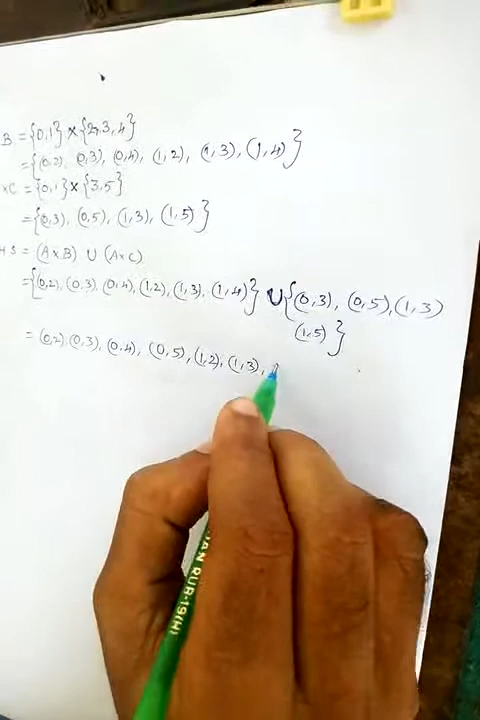 B = {0,1} × {2,3,4}
= {(0,2), (0,3), (0,4), (1,2), (1,3), (1,4)}
×C = {0,1} × {3,5}
= {(0,3), (0,5), (1,3), (1,5)}
HS = (A×B) ∪ (A×C)
= {(0,2), (0,3), (0,4), (1,2), (1,3), (1,4)} ∪ {(0,3), (0,5), (1,3)
(1,5)}
= (0,2), (0,3), (0,4), (0,5), (1,2), (1,3),
RUB-19(H)